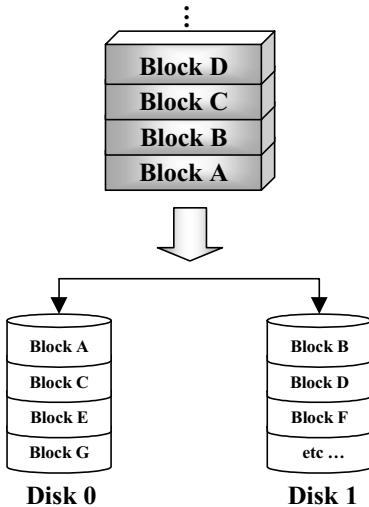 ⋮
Block D
Block C
Block B
Block A
Block A
Block C
Block E
Block G
Disk 0
Block B
Block D
Block F
etc …
Disk 1